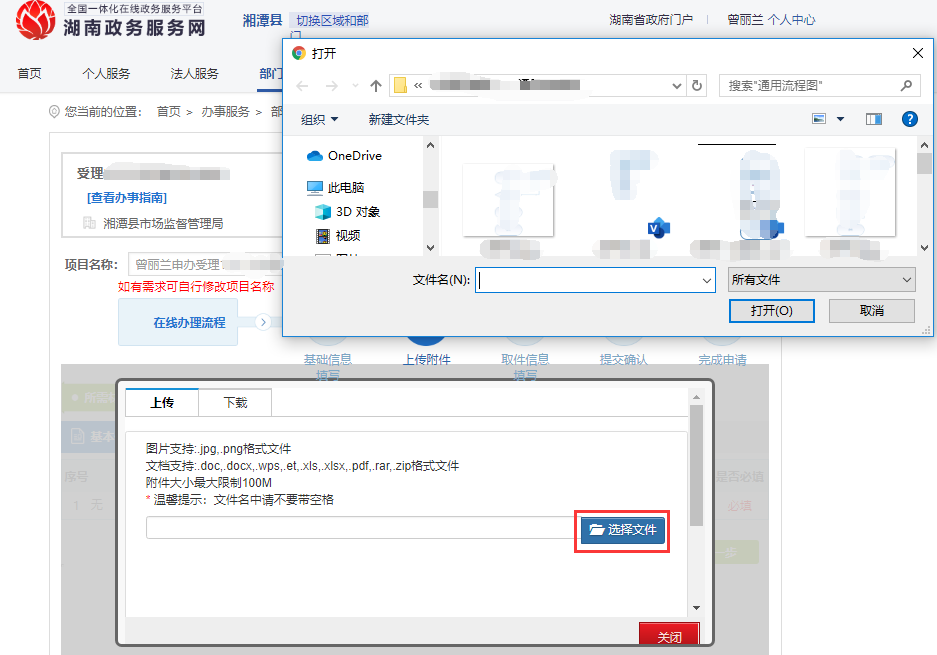 全国一体化在线政务服务平台
湖南政务服务网
湘潭县 切换区域和部
门
湖南省政府门户 | 曾丽兰 个人中心
首页 个人服务 法人服务 部门
您当前的位置： 首页 > 办事服务 > 部
打开
«
搜索"通用流程图"
组织 新建文件夹
OneDrive
此电脑
3D 对象
视频
文件名(N):
所有文件
打开(O) 取消
受理
[查看办事指南]
湘潭县市场监督管理局
项目名称： 曾丽兰申办受理
如有需求可自行修改项目名称
在线办理流程
基础信息
填写
上传附件
取件信息
填写
提交确认
完成申请
基本
序号
是否必填
1 无
必填
一步
上传 下载
图片支持:.jpg,.png格式文件
文档支持:.doc,.docx,.wps,.et,.xls,.xlsx,.pdf,.rar,.zip格式文件
附件大小最大限制100M
* 温馨提示：文件名中请不要带空格
选择文件
关闭